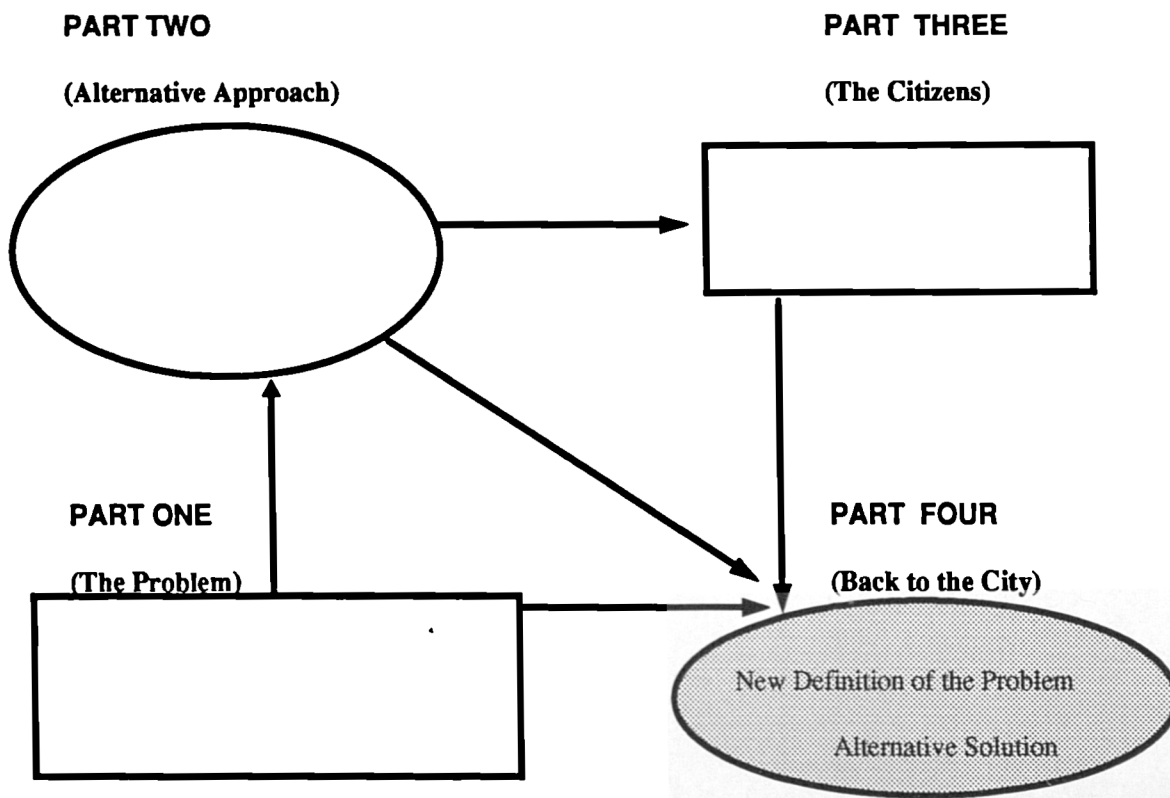 PART TWO
(Alternative Approach)
PART THREE
(The Citizens)
PART ONE
(The Problem)
PART FOUR
(Back to the City)
New Definition of the Problem
Alternative Solution